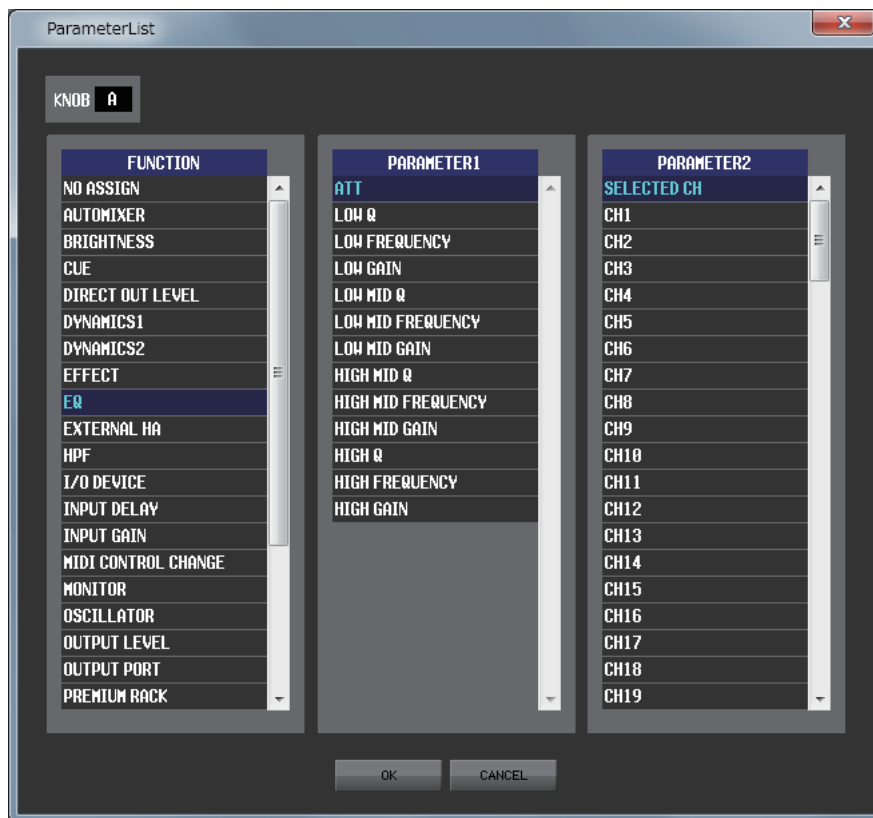 ParameterList
KNOB A
FUNCTION
NO ASSIGN
AUTOMIXER
BRIGHTNESS
CUE
DIRECT OUT LEVEL
DYNAMICS1
DYNAMICS2
EFFECT
EQ
EXTERNAL HA
HPF
I/O DEVICE
INPUT DELAY
INPUT GAIN
MIDI CONTROL CHANGE
MONITOR
OSCILLATOR
OUTPUT LEVEL
OUTPUT PORT
PREMIUM RACK
PARAMETER1
ATT
LOW Q
LOW FREQUENCY
LOW GAIN
LOW MID Q
LOW MID FREQUENCY
LOW MID GAIN
HIGH MID Q
HIGH MID FREQUENCY
HIGH MID GAIN
HIGH Q
HIGH FREQUENCY
HIGH GAIN
PARAMETER2
SELECTED CH
CH1
CH2
CH3
CH4
CH5
CH6
CH7
CH8
CH9
CH10
CH11
CH12
CH13
CH14
CH15
CH16
CH17
CH18
CH19
OK
CANCEL